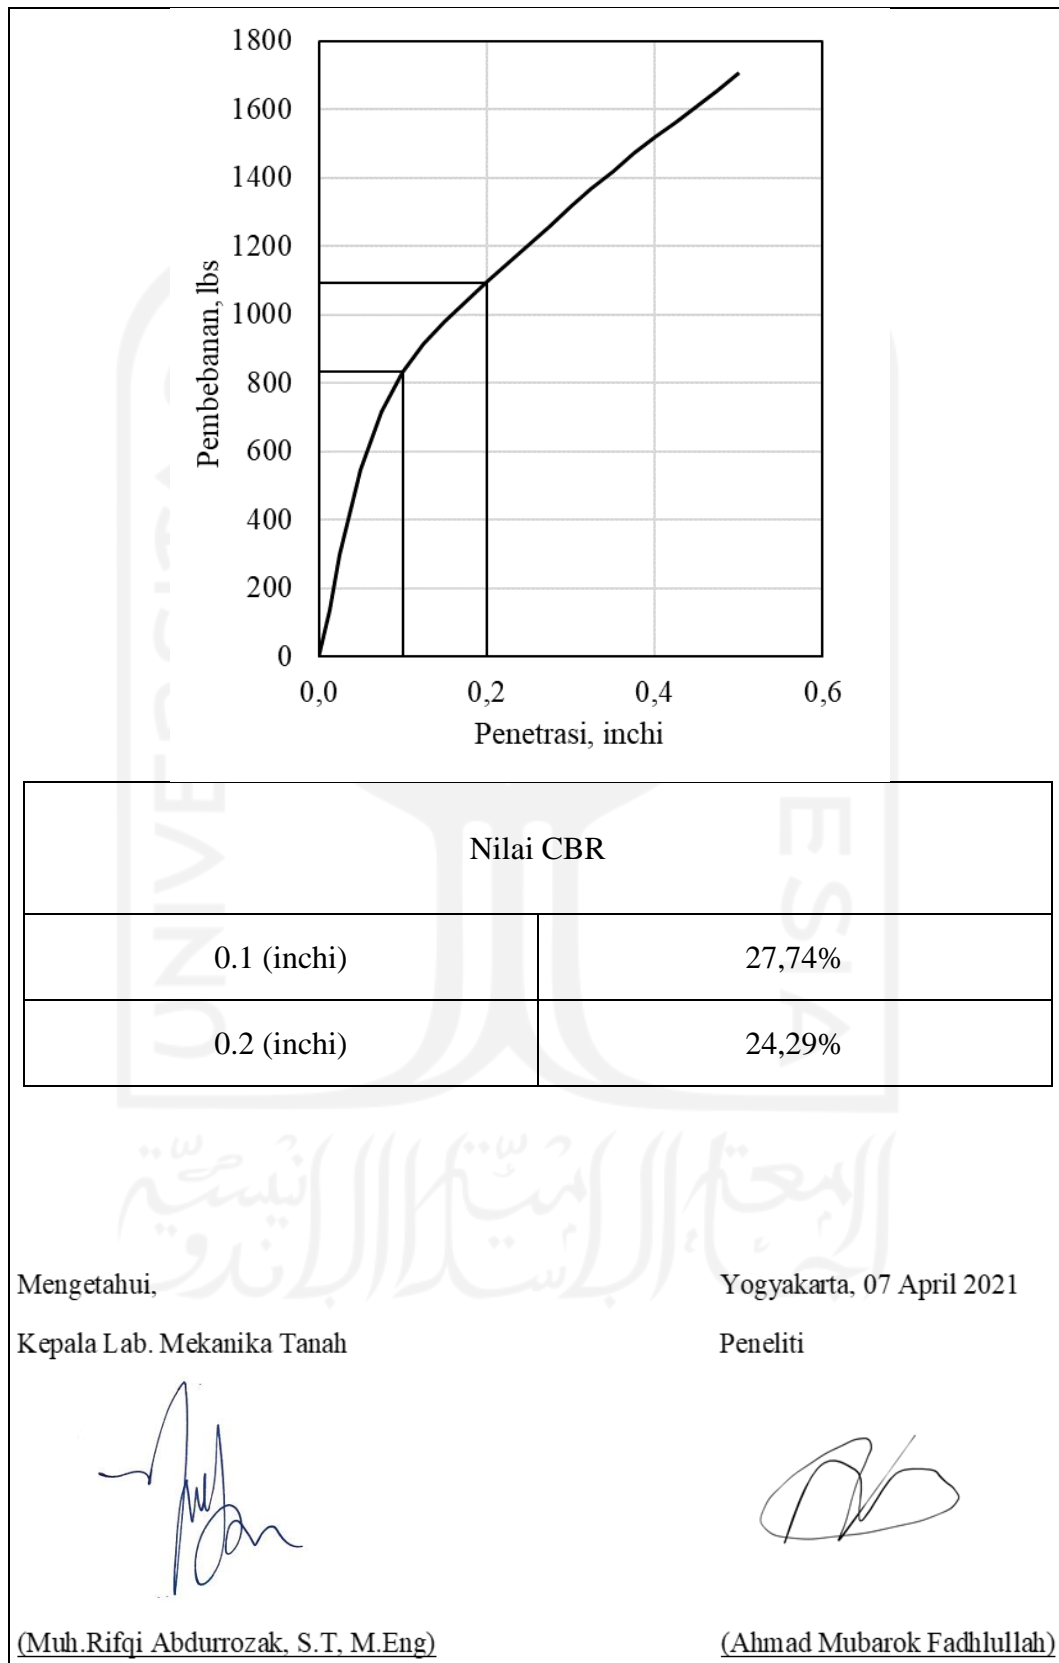 1800
1600
1400
1200
1000
800
600
400
200
0
Pembebanan, lbs
0,0 0,2 0,4 0,6
Penetrasi, inchi
Nilai CBR
0.1 (inchi) 27,74%
0.2 (inchi) 24,29%
Mengetahui, Yogyakarta, 07 April 2021
Kepala Lab. Mekanika Tanah Peneliti
(Muh.Rifqi Abdurrozak, S.T, M.Eng) (Ahmad Mubarok Fadhlullah)